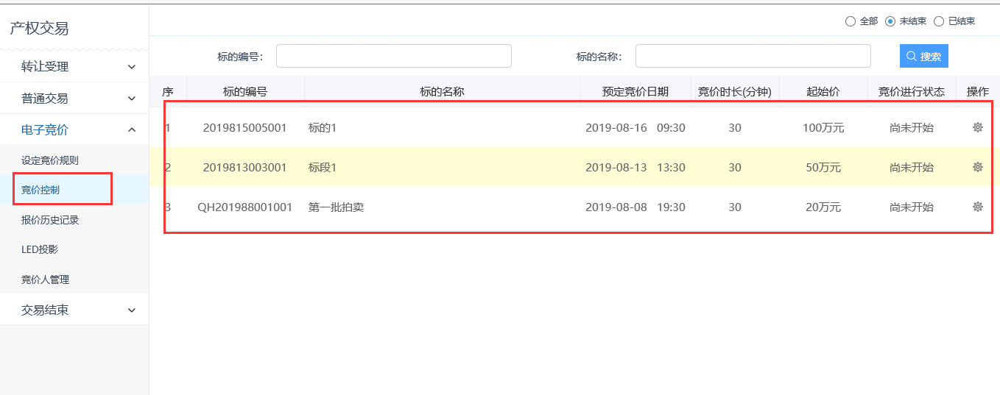 产权交易
转让受理
普通交易
电子竞价
设定竞价规则
竞价控制
报价历史记录
LED投影
竞价人管理
交易结束
全部 未结束 已结束
标的编号： 标的名称： 搜索
序 标的编号 标的名称 预定竞价日期 竞价时长(分钟) 起始价 竞价进行状态 操作
1 2019815005001 标的1 2019-08-16 09:30 30 100万元 尚未开始
2 2019813003001 标段1 2019-08-13 13:30 30 50万元 尚未开始
3 QH201988001001 第一批拍卖 2019-08-08 19:30 30 20万元 尚未开始